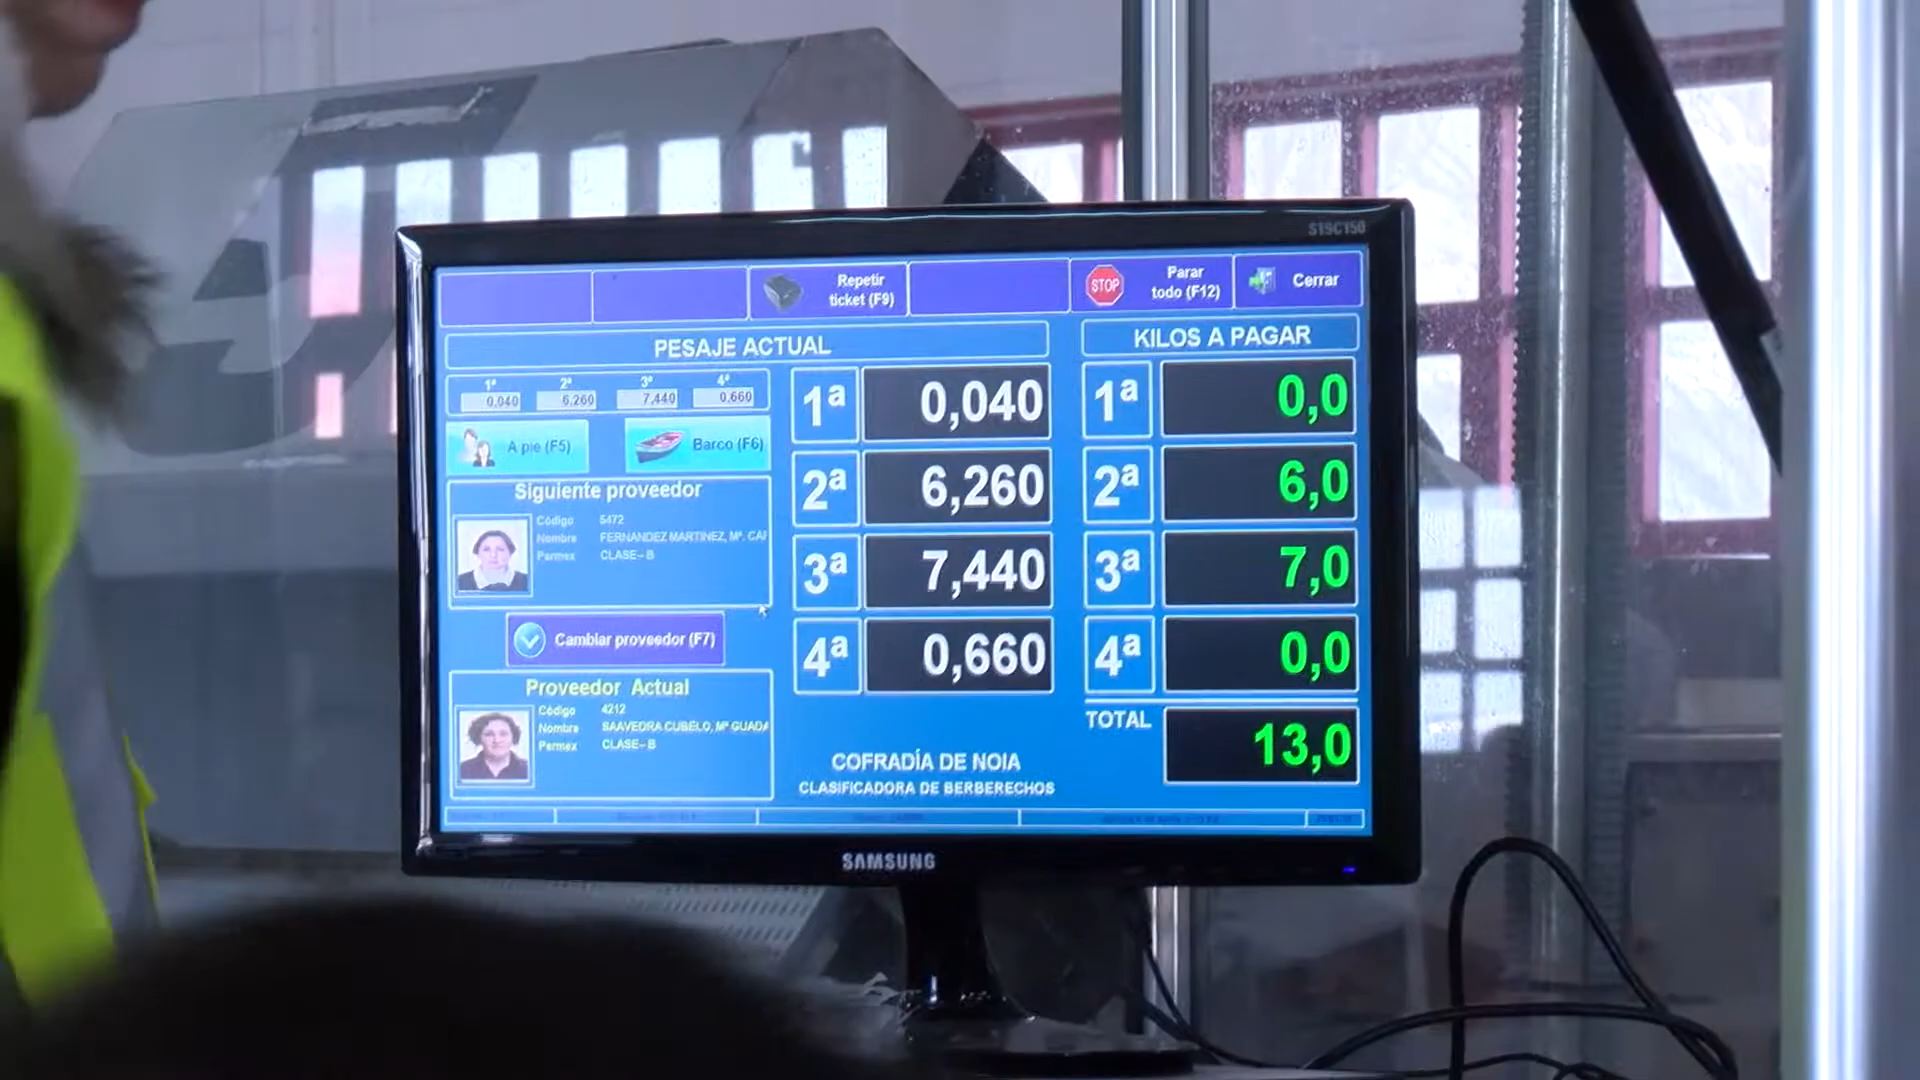 S19C150
Repetir
ticket (F9)
STOP
Parar
todo (F12)
Cerrar
PESAJE ACTUAL
KILOS A PAGAR
1ª 2ª 3ª 4ª
0,040 6,260 7,440 0,660
A pie (F5)
Barco (F6)
1ª 0,040
2ª 6,260
3ª 7,440
4ª 0,660
1ª 0,0
2ª 6,0
3ª 7,0
4ª 0,0
TOTAL 13,0
Siguiente proveedor
Código 5472
Nombre FERNANDEZ MARTINEZ, Mª. CAR
Permex CLASE- B
Cambiar proveedor (F7)
Proveedor Actual
Código 4212
Nombre SAAVEDRA CUBELO, Mª GUADA
Permex CLASE- B
COFRADÍA DE NOIA
CLASIFICADORA DE BERBERECHOS
SAMSUNG